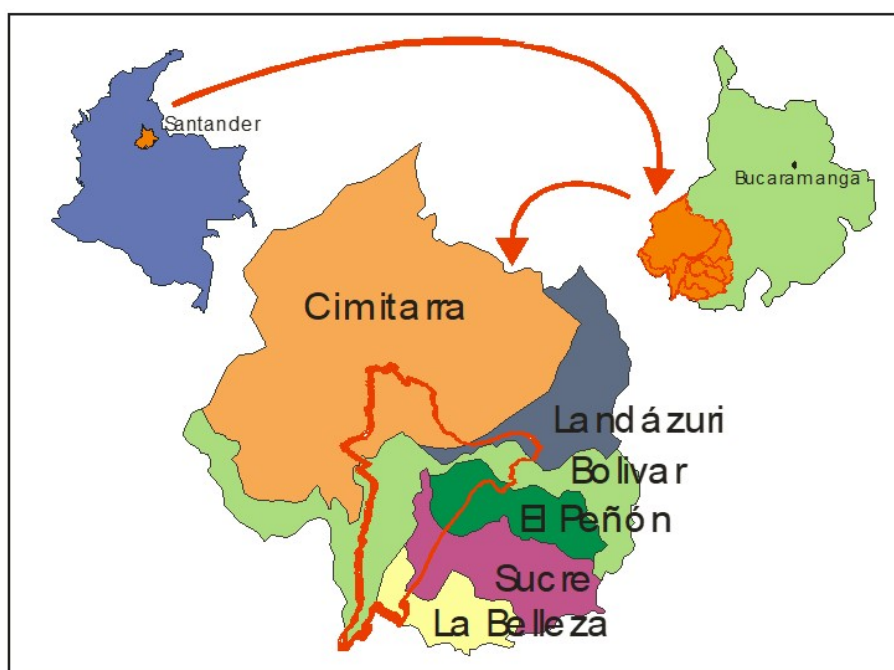 Santander
Bucaramanga
Cimitarra
Landázuri
Bolivar
El Peñón
Sucre
La Belleza